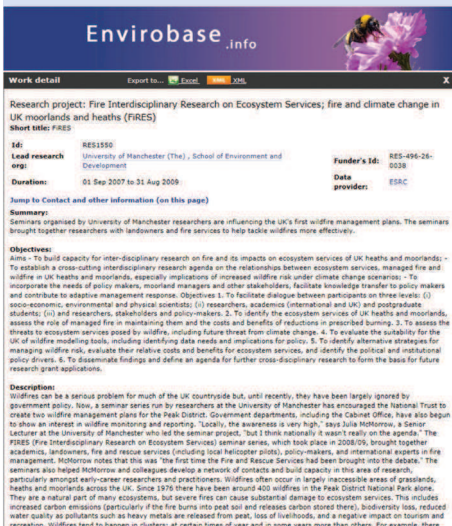 Envirobase.info
Work detail Export to... Excel XML X
Research project: Fire Interdisciplinary Research on Ecosystem Services; fire and climate change in
UK moorlands and heaths (FiRES)
Short title: FiRES
Id: RES1550
Lead research org: University of Manchester (The) , School of Environment and Development
Funder's Id: RES-496-26-0038
Duration: 01 Sep 2007 to 31 Aug 2009
Data provider: ESRC
Jump to Contact and other information (on this page)
Summary:
Seminars organised by University of Manchester researchers are influencing the UK's first wildfire management plans. The seminars
brought together researchers with landowners and fire services to help tackle wildfires more effectively.
Objectives:
Aims - To build capacity for inter-disciplinary research on fire and its impacts on ecosystem services of UK heaths and moorlands; -
To establish a cross-cutting interdisciplinary research agenda on the relationships between ecosystem services, managed fire and
wildfire in UK heaths and moorlands, especially implications of increased wildfire risk under climate change scenarios; - To
incorporate the needs of policy makers, moorland managers and other stakeholders, facilitate knowledge transfer to policy makers
and contribute to adaptive management response. Objectives 1. To facilitate dialogue between participants on three levels: (i)
socio-economic, environmental and physical scientists; (ii) researchers, academics (international and UK) and postgraduate
students; (iii) and researchers, stakeholders and policy-makers. 2. To identify the ecosystem services of UK heaths and moorlands,
assess the role of managed fire in maintaining them and the costs and benefits of reductions in prescribed burning. 3. To assess the
threats to ecosystem services posed by wildfire, including future threat from climate change. 4. To evaluate the suitability for the
UK of wildfire modelling tools, including identifying data needs and implications for policy. 5. To identify alternative strategies for
managing wildfire risk, evaluate their relative costs and benefits for ecosystem services, and identify the political and institutional
policy drivers. 6. To disseminate findings and define an agenda for further cross-disciplinary research to form the basis for future
research grant applications.
Description:
Wildfires can be a serious problem for much of the UK countryside but, until recently, they have been largely ignored by
government policy. Now, a seminar series run by researchers at the University of Manchester has encouraged the National Trust to
create two wildfire management plans for the Peak District. Government departments, including the Cabinet Office, have also begun
to show an interest in wildfire monitoring and reporting. "Locally, the awareness is very high," says Julia McMorrow, a Senior
Lecturer at the University of Manchester who led the seminar project, "but I think nationally it wasn't really on the agenda." The
FIRES (Fire Interdisciplinary Research on Ecosystem Services) seminar series, which took place in 2008/09, brought together
academics, landowners, fire and rescue services (including local helicopter pilots), policy-makers, and international experts in fire
management. McMorrow notes that this was "the first time the Fire and Rescue Services had been brought into the debate." The
seminars also helped McMorrow and colleagues develop a network of contacts and build capacity in this area of research,
particularly amongst early-career researchers and practitioners. Wildfires often occur in largely inaccessible areas of grasslands,
heaths and moorlands across the UK. Since 1976 there have been around 400 wildfires in the Peak District National Park alone.
They are a natural part of many ecosystems, but severe fires can cause substantial damage to ecosystem services. This includes
increased carbon emissions (particularly if the fire burns into peat soil and releases carbon stored there), biodiversity loss, reduced
water quality as pollutants such as heavy metals are released from peat, loss of livelihoods, and a negative impact on tourism and
recreation. Wildfires tend to happen in clusters: at certain times of year and in some years more than others. For example, there